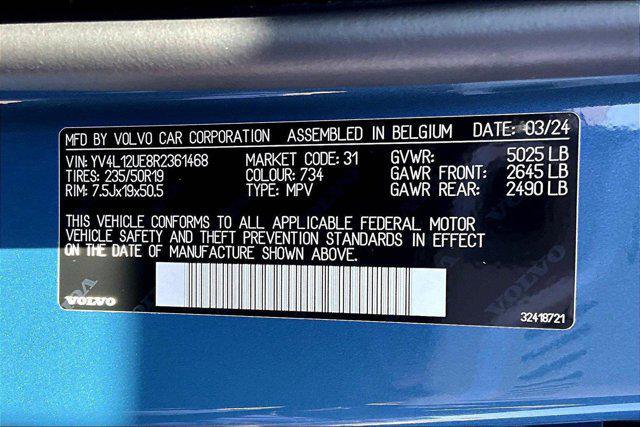 MFD BY VOLVO CAR CORPORATION ASSEMBLED IN BELGIUM DATE: 03/24
VIN: YV4L12UE8R2361468 MARKET CODE: 31 GVWR: 5025 LB
TIRES: 235/50R19 COLOUR: 734 GAWR FRONT: 2645 LB
RIM: 7.5Jx19x50.5 TYPE: MPV GAWR REAR: 2490 LB
THIS VEHICLE CONFORMS TO ALL APPLICABLE FEDERAL MOTOR
VEHICLE SAFETY AND THEFT PREVENTION STANDARDS IN EFFECT
ON THE DATE OF MANUFACTURE SHOWN ABOVE.
VOLVO
32418721
VOLVO